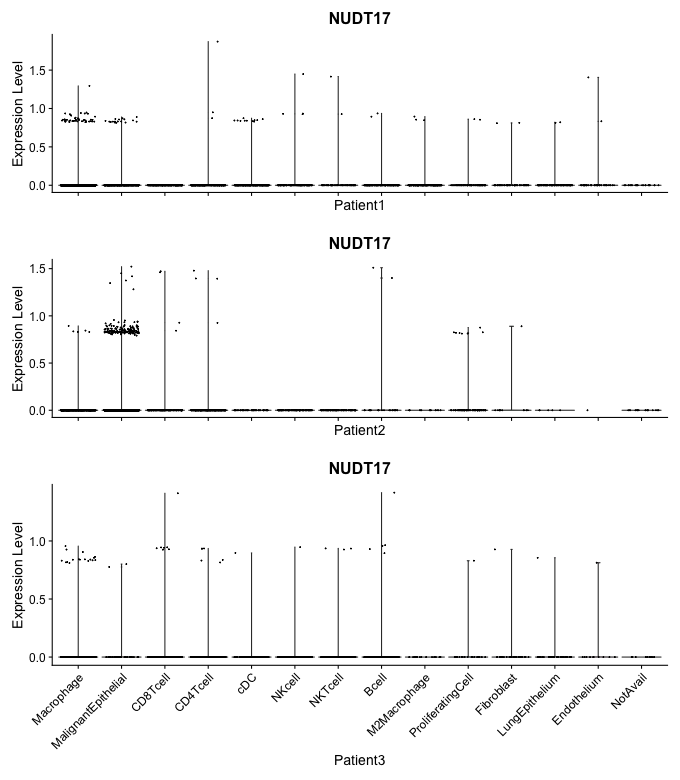 NUDT17
Expression Level
1.5
1.0
0.5
0.0
Patient1
NUDT17
Expression Level
1.5
1.0
0.5
0.0
Patient2
NUDT17
Expression Level
1.0
0.5
0.0
Macrophage
MalignantEpithelial
CD8Tcell
CD4Tcell
cDC
NKcell
NKTcell
Bcell
M2Macrophage
ProliferatingCell
Fibroblast
LungEpithelium
Endothelium
NotAvail
Patient3